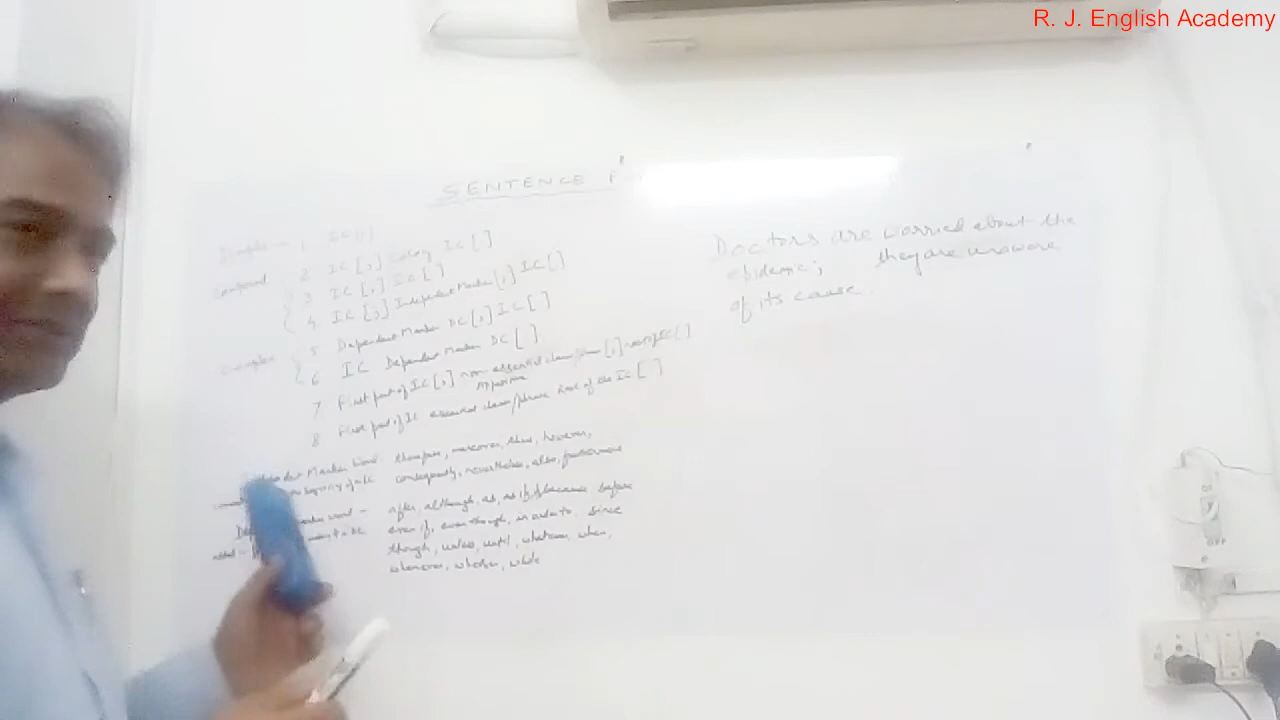 R. J. English Academy
SENTENCE
Simple - 1 IC[.]
Compound 2 IC [,] Co.Conj IC [.]
3 IC [;] IC [.]
4 IC [;] Independent Marker [,] IC [.]
5 Dependent Marker DC [,] IC [.]
Complex 6 IC Dependent Marker DC [.]
7 First part of IC [,] non-essential clause/phrase [,] rest of IC [.]
8 First part of IC essential clause/phrase rest of the IC [.]
Marker word therefore, moreover, thus, however,
consequently, nevertheless, also, furthermore
word - after, although, as, as if, because, before
even if, even though, in order to, since
though, unless, until, whatever, when,
whenever, whether, while
Doctors are worried about the
epidemic; they are unaware
of its cause.
OFF